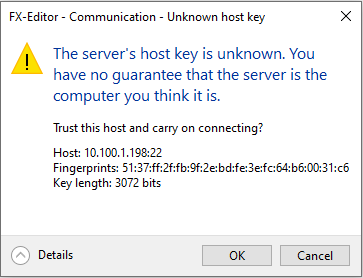 FX-Editor - Communication - Unknown host key
The server's host key is unknown. You
have no guarantee that the server is the
computer you think it is.
Trust this host and carry on connecting?
Host: 10.100.1.198:22
Fingerprints: 51:37:ff:2f:fb:9f:2e:bd:fe:3e:fc:64:b6:00:31:c6
Key length: 3072 bits
Details
OK
Cancel